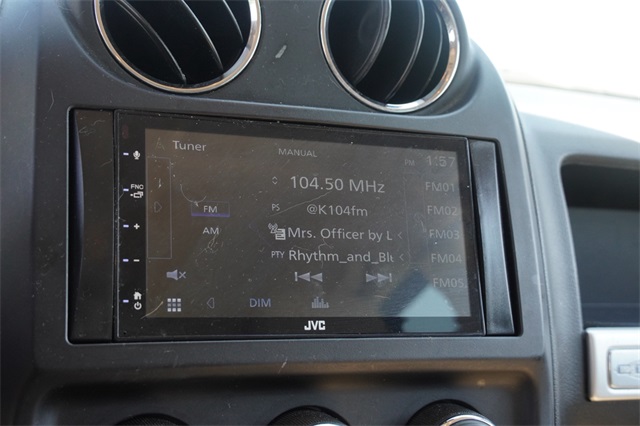 Tuner
MANUAL
PM 1:57
104.50 MHz
FM01
FM
PS @K104fm
FM02
AM
Mrs. Officer by L
FM03
PTY Rhythm_and_Blu
FM04
FM05
DIM
FNC
JVC